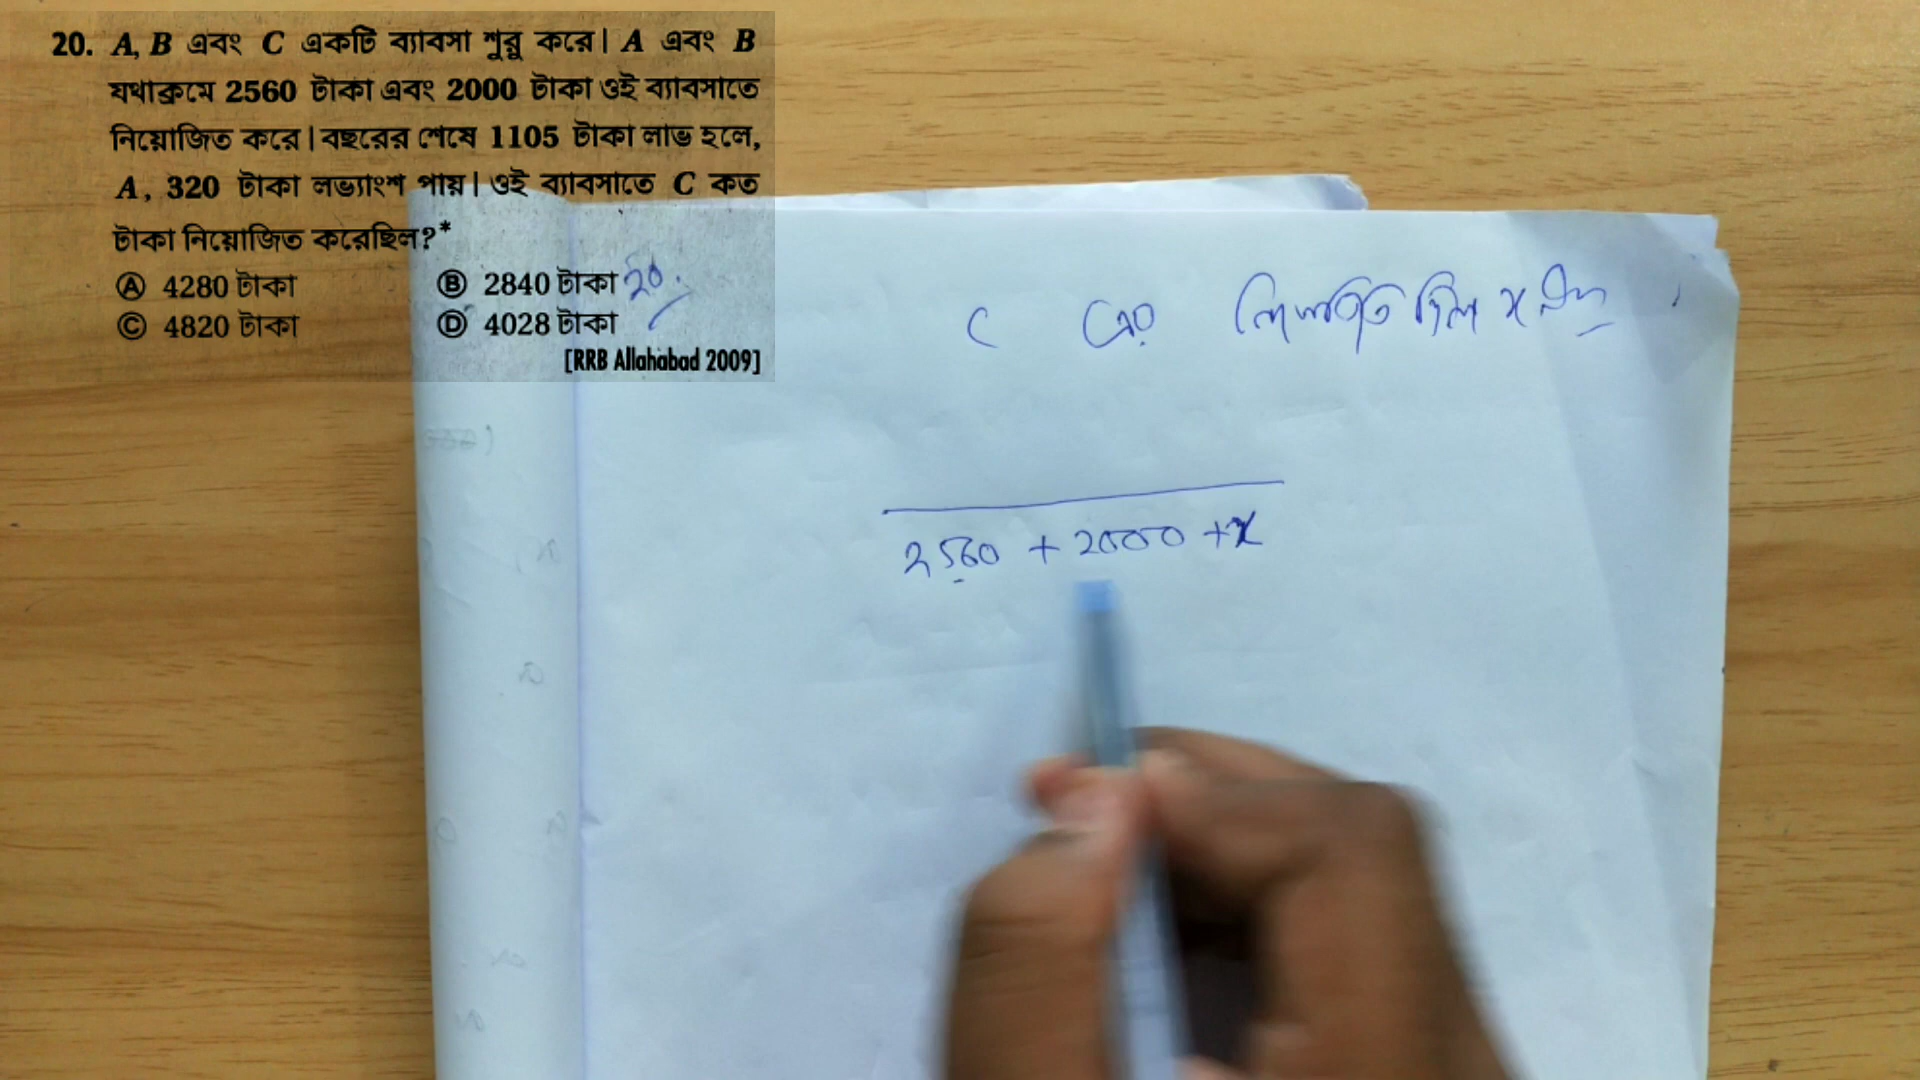 20. A, B এবং C একটি ব্যাবসা শুরু করে। A এবং B
যথাক্রমে 2560 টাকা এবং 2000 টাকা ওই ব্যাবসাতে
নিয়োজিত করে। বছরের শেষে 1105 টাকা লাভ হলে,
A, 320 টাকা লভ্যাংশ পায়। ওই ব্যাবসাতে C কত
টাকা নিয়োজিত করেছিল?*
Ⓐ 4280 টাকা Ⓑ 2840 টাকা
Ⓒ 4820 টাকা Ⓓ 4028 টাকা
[RRB Allahabad 2009]
20.
C এর ছিল x
2560 + 2000 + x